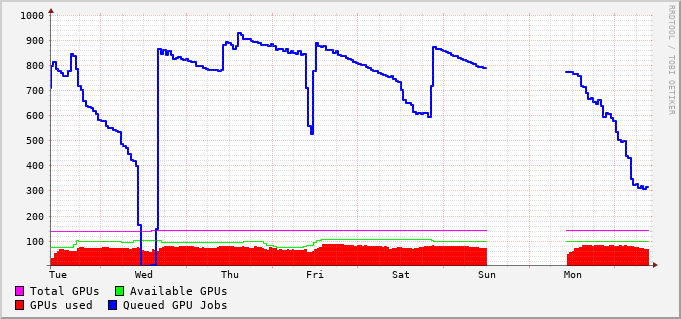 1000
900
800
700
600
500
400
300
200
100
Tue Wed Thu Fri Sat Sun Mon
Total GPUs Available GPUs
GPUs used Queued GPU Jobs
RRDTOOL / TOBI OETIKER